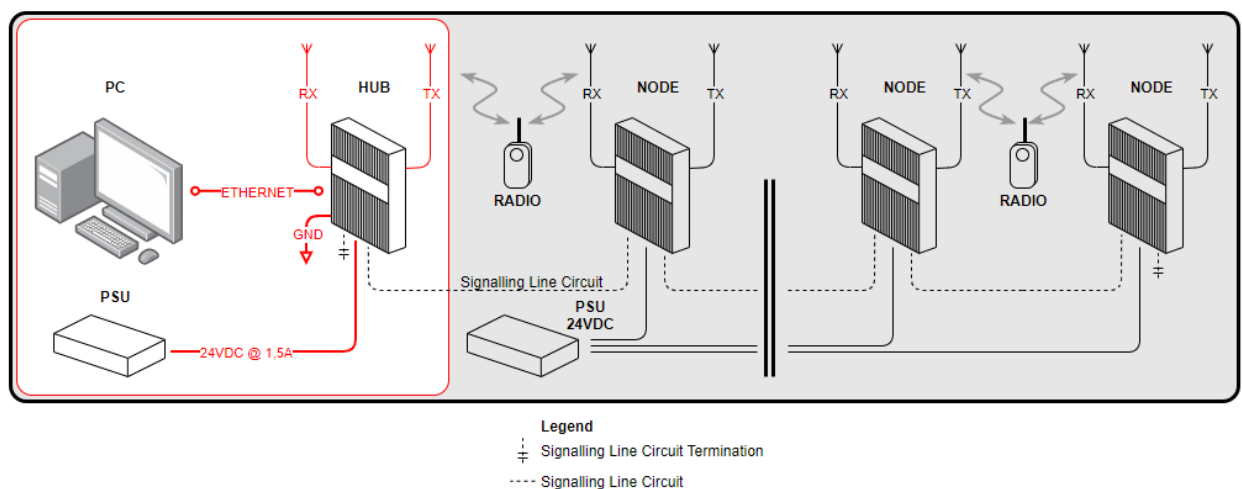 PC
RX
HUB
TX
RX
NODE
TX
RX
NODE
TX
RX
NODE
TX
ETHERNET
RADIO
RADIO
GND
Signalling Line Circuit
PSU
PSU
24VDC
24VDC @ 1,5A
Legend
Signalling Line Circuit Termination
Signalling Line Circuit